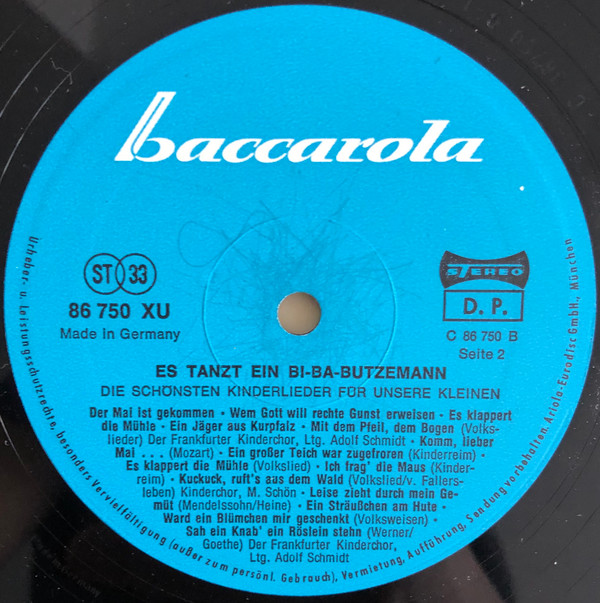 baccarola
ST 33
86 750 XU
Made In Germany
STEREO
D. P.
C 86 750 B
Seite 2
ES TANZT EIN BI-BA-BUTZEMANN
DIE SCHÖNSTEN KINDERLIEDER FÜR UNSERE KLEINEN
Der Mai ist gekommen · Wem Gott will rechte Gunst erweisen · Es klappert
die Mühle · Ein Jäger aus Kurpfalz · Mit dem Pfeil, dem Bogen (Volks-
lieder) Der Frankfurter Kinderchor, Ltg. Adolf Schmidt · Komm, lieber
Mai . . . (Mozart) · Ein großer Teich war zugefroren (Kinderreim) ·
Es klappert die Mühle (Volkslied) · Ich frag' die Maus (Kinder-
reim) · Kuckuck, ruft's aus dem Wald (Volkslied/v. Fallers-
leben) Kinderchor, M. Schön · Leise zieht durch mein Ge-
müt (Mendelssohn/Heine) · Ein Sträußchen am Hute ·
Ward ein Blümchen mir geschenkt (Volksweisen) ·
Sah ein Knab' ein Röslein stehn (Werner/
Goethe) Der Frankfurter Kinderchor,
Ltg. Adolf Schmidt
Urheber- u. Leistungsschutzrechte, besonders Vervielfältigung (außer zum persönl. Gebrauch), Vermietung, Aufführung, Sendung vorbehalten. Ariola-Eurodisc GmbH., München